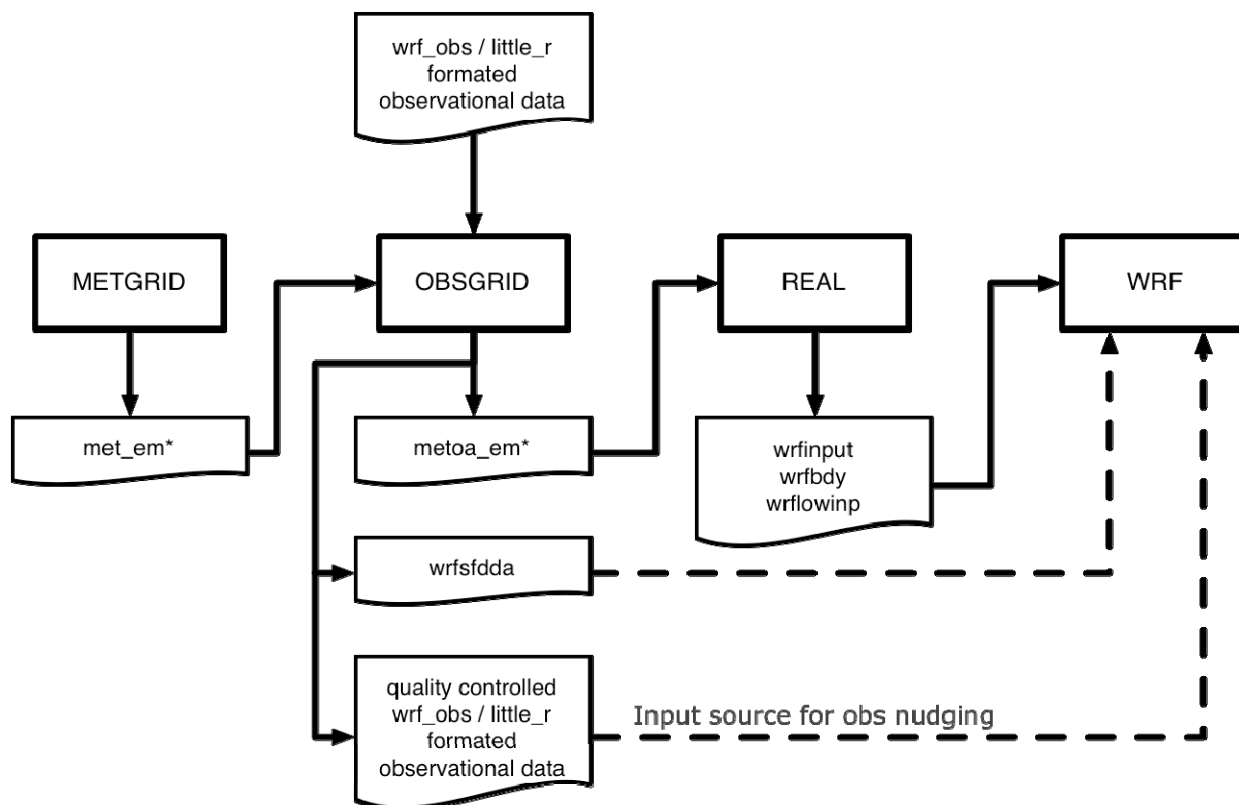 wrf_obs / little_r
formated
observational data
METGRID
OBSGRID
REAL
WRF
met_em*
metoa_em*
wrfinput
wrfbdy
wrflowinp
wrfsfdda
quality controlled
wrf_obs / little_r
formated
observational data
Input source for obs nudging